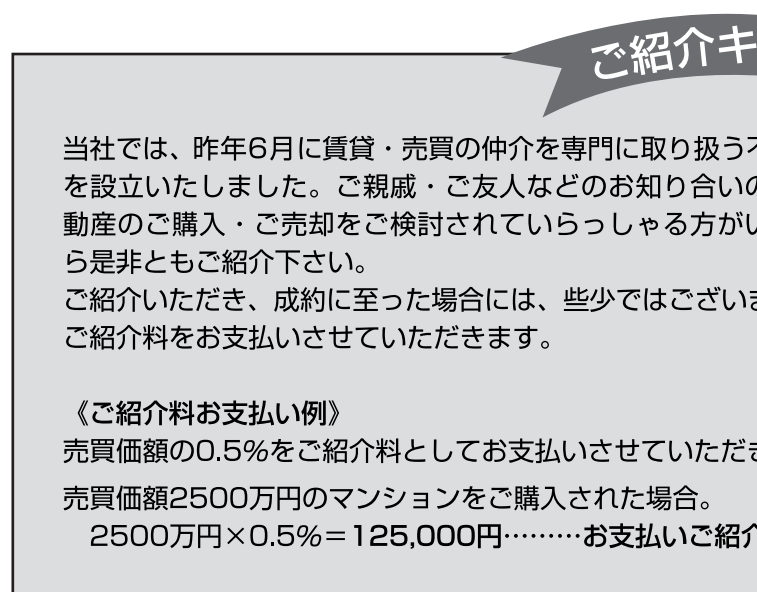 ご紹介キ
当社では、昨年6月に賃貸・売買の仲介を専門に取り扱う不
を設立いたしました。ご親戚・ご友人などのお知り合いの
動産のご購入・ご売却をご検討されていらっしゃる方がい
ら是非ともご紹介下さい。
ご紹介いただき、成約に至った場合には、些少ではございま
ご紹介料をお支払いさせていただきます。
《ご紹介料お支払い例》
売買価額の0.5%をご紹介料としてお支払いさせていただき
売買価額2500万円のマンションをご購入された場合。
2500万円×0.5%＝125,000円………お支払いご紹介